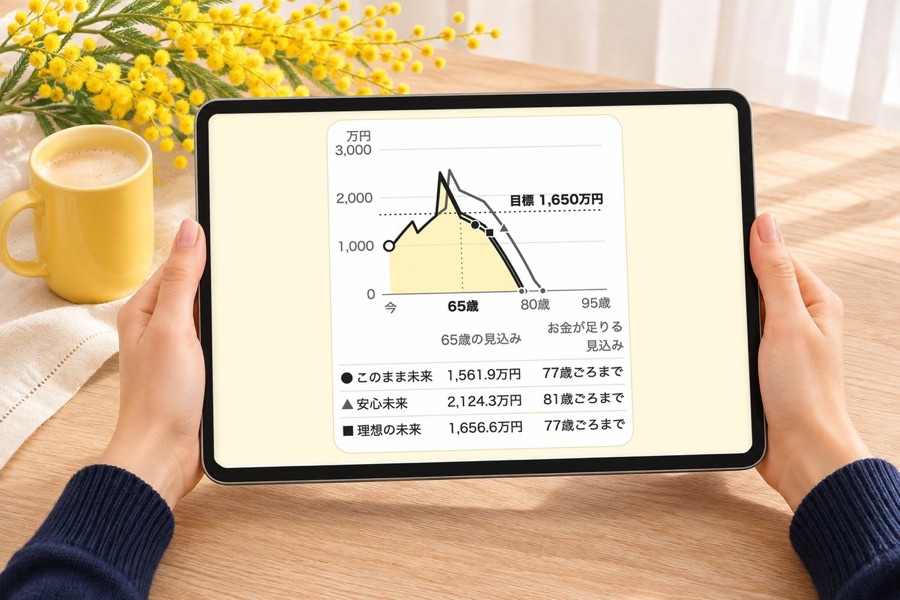 万円
3,000
2,000
目標 1,650万円
1,000
0
今 65歳 80歳 95歳
65歳の見込み お金が足りる見込み
●このまま未来 1,561.9万円 77歳ごろまで
▲安心未来 2,124.3万円 81歳ごろまで
■理想の未来 1,656.6万円 77歳ごろまで